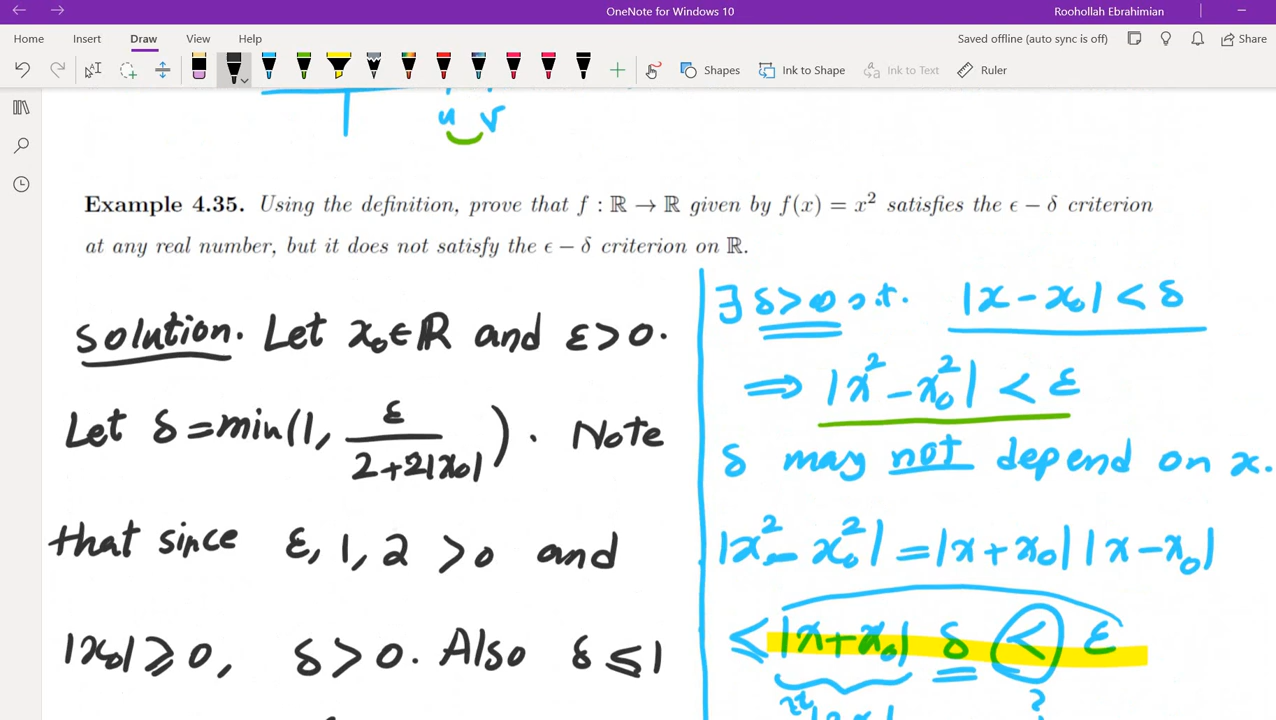 OneNote for Windows 10
Roohollah Ebrahimian
Home Insert Draw View Help
Saved offline (auto sync is off)
Share
Shapes
Ink to Shape
Ink to Text
Ruler
u v
Example 4.35. Using the definition, prove that f : ℝ → ℝ given by f(x) = x² satisfies the ϵ − δ criterion
at any real number, but it does not satisfy the ϵ − δ criterion on ℝ.
Solution. Let x₀∈ℝ and ε>0.
Let δ=min(1, ε/(2+2|x₀|)). Note
that since ε, 1, 2 >0 and
|x₀|⩾0, δ>0. Also δ⩽1
∃ δ>0 s.t. |x-x₀|<δ
⟹ |x²-x₀²| < ε
δ may not depend on x.
|x²-x₀²| = |x+x₀| |x-x₀|
⩽ |x+x₀| δ < ε
?